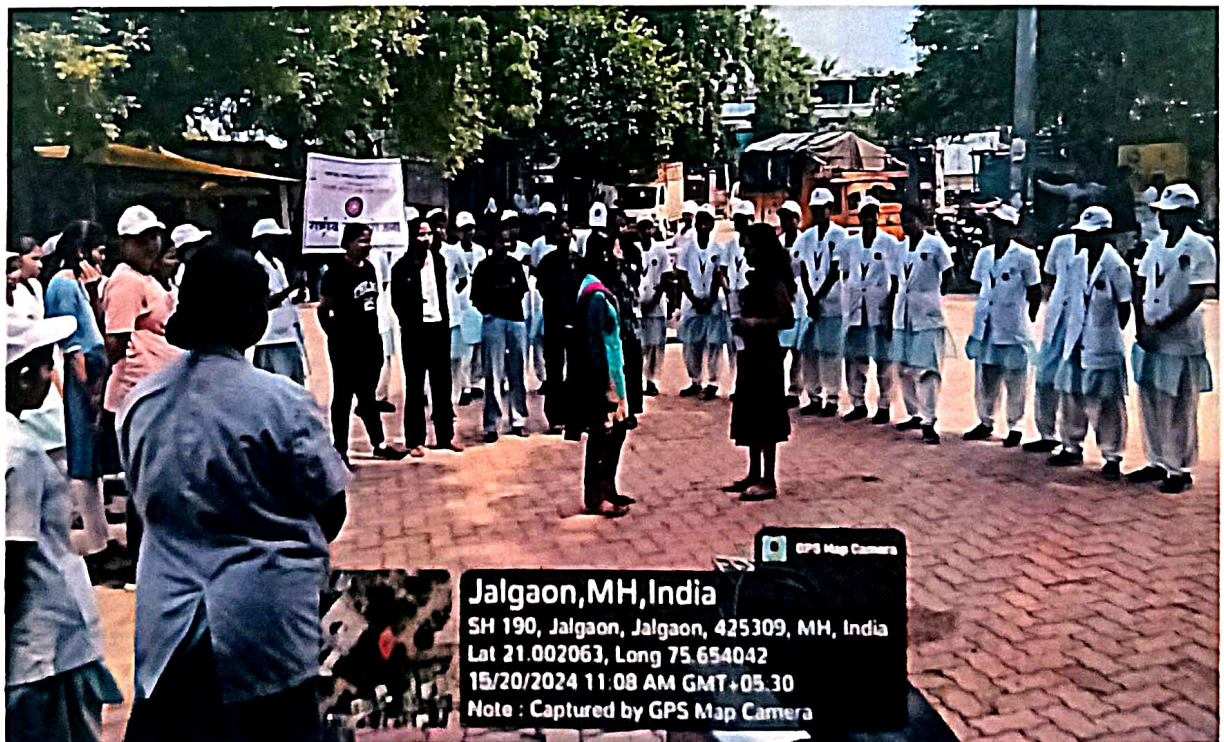 GPS Map Camera
Jalgaon,MH,India
SH 190, Jalgaon, Jalgaon, 425309, MH, India
Lat 21.002063, Long 75.654042
15/20/2024 11:08 AM GMT+05:30
Note : Captured by GPS Map Camera